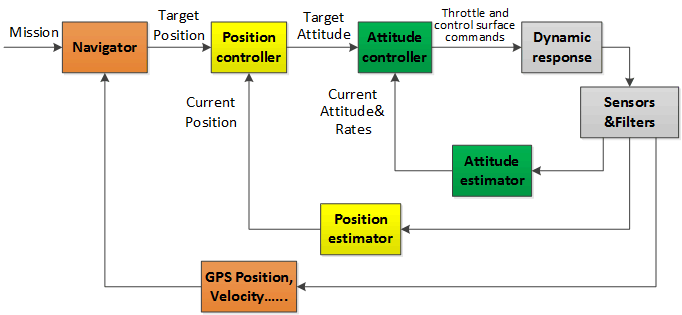 Mission
Navigator
Target
Position
Position
controller
Target
Attitude
Attitude
controller
Throttle and
control surface
commands
Dynamic
response
Sensors
&Filters
Current
Position
Current
Attitude&
Rates
Attitude
estimator
Position
estimator
GPS Position,
Velocity......